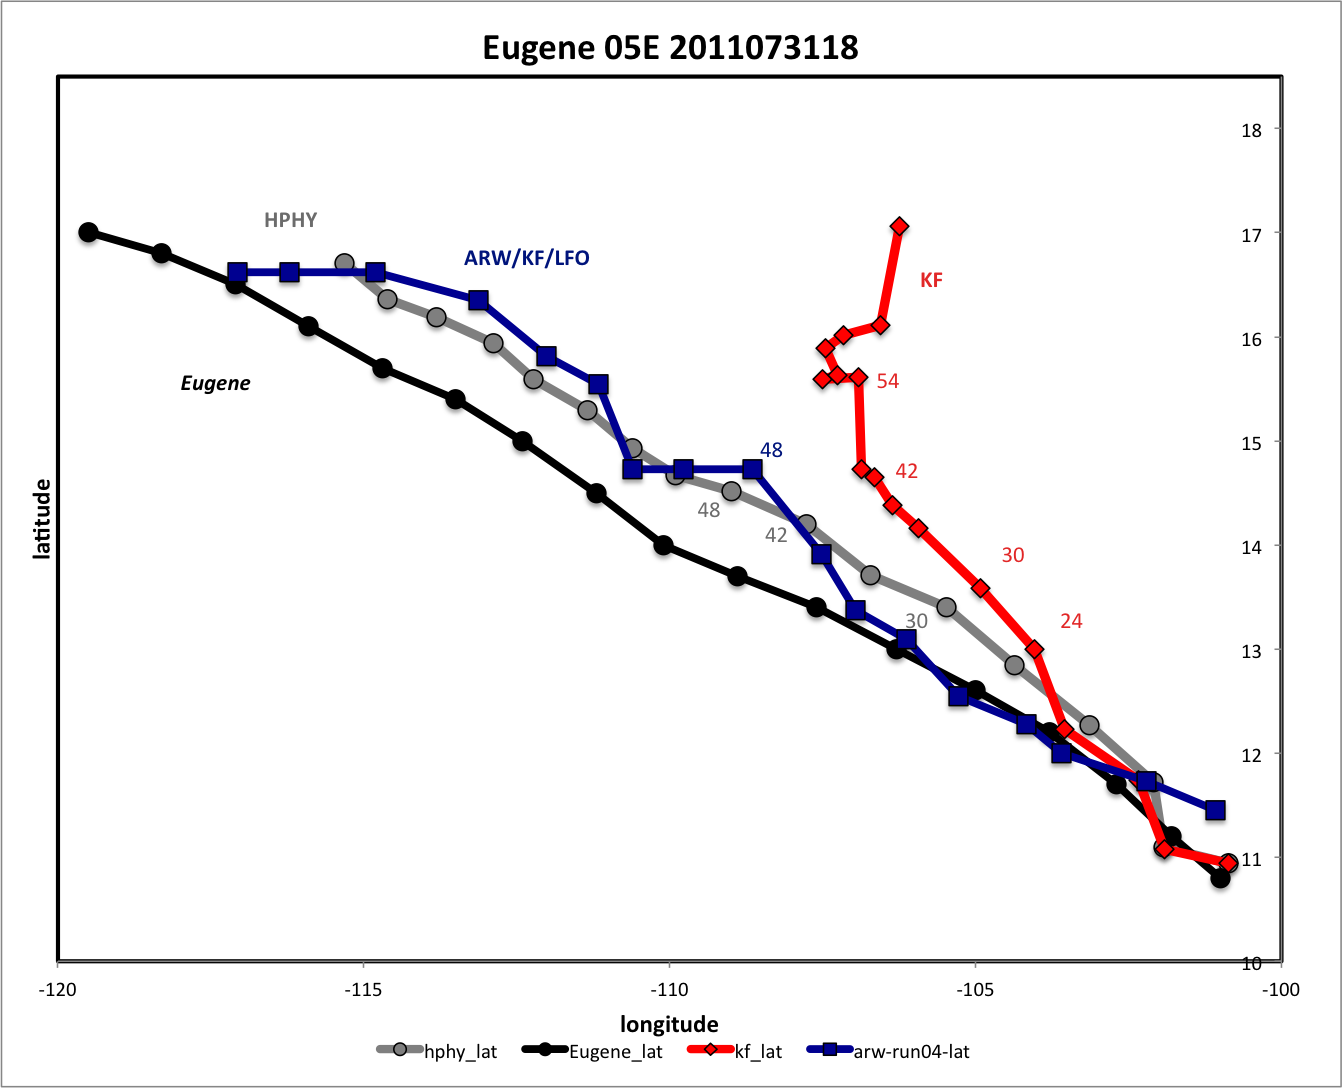 Eugene 05E 2011073118
18
HPHY
17
ARW/KF/LFO
KF
16
Eugene
54
48
15
42
48
latitude
42
14
30
24
30
13
12
11
10
-120
-115
-110
-105
-100
longitude
hphy_lat
Eugene_lat
kf_lat
arw-run04-lat